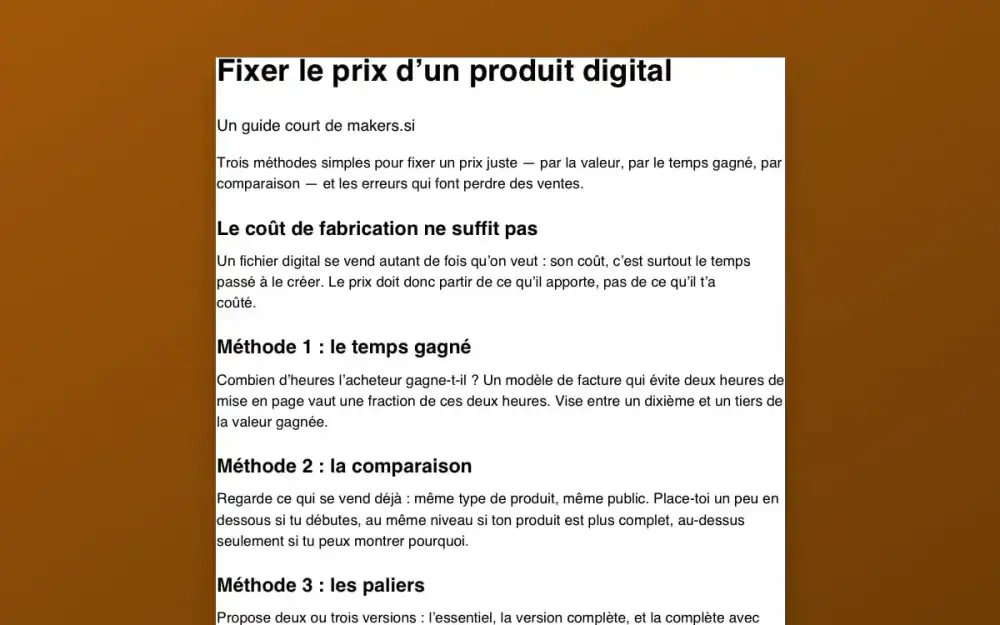 Fixer le prix d’un produit digital
Un guide court de makers.si
Trois méthodes simples pour fixer un prix juste — par la valeur, par le temps gagné, par
comparaison — et les erreurs qui font perdre des ventes.
Le coût de fabrication ne suffit pas
Un fichier digital se vend autant de fois qu’on veut : son coût, c’est surtout le temps
passé à le créer. Le prix doit donc partir de ce qu’il apporte, pas de ce qu’il t’a
coûté.
Méthode 1 : le temps gagné
Combien d’heures l’acheteur gagne-t-il ? Un modèle de facture qui évite deux heures de
mise en page vaut une fraction de ces deux heures. Vise entre un dixième et un tiers de
la valeur gagnée.
Méthode 2 : la comparaison
Regarde ce qui se vend déjà : même type de produit, même public. Place-toi un peu en
dessous si tu débutes, au même niveau si ton produit est plus complet, au-dessus
seulement si tu peux montrer pourquoi.
Méthode 3 : les paliers
Propose deux ou trois versions : l’essentiel, la version complète, et la complète avec